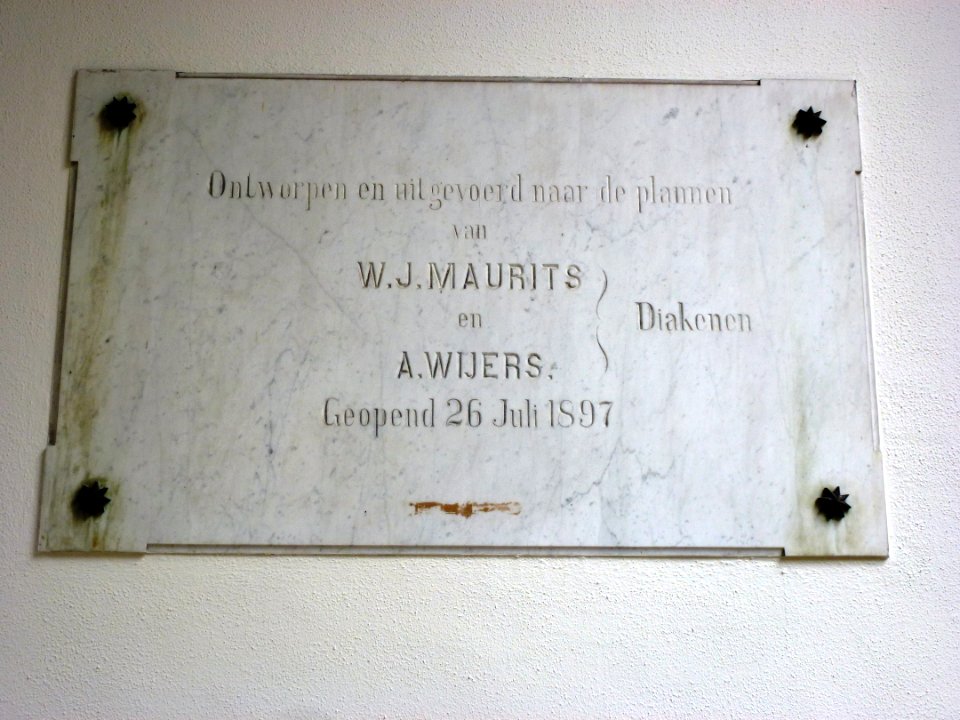 Ontworpen en uitgevoerd naar de plannen
van
W.J. MAURITS
en
Diakenen
A. WIJERS.
Geopend 26 Juli 1897